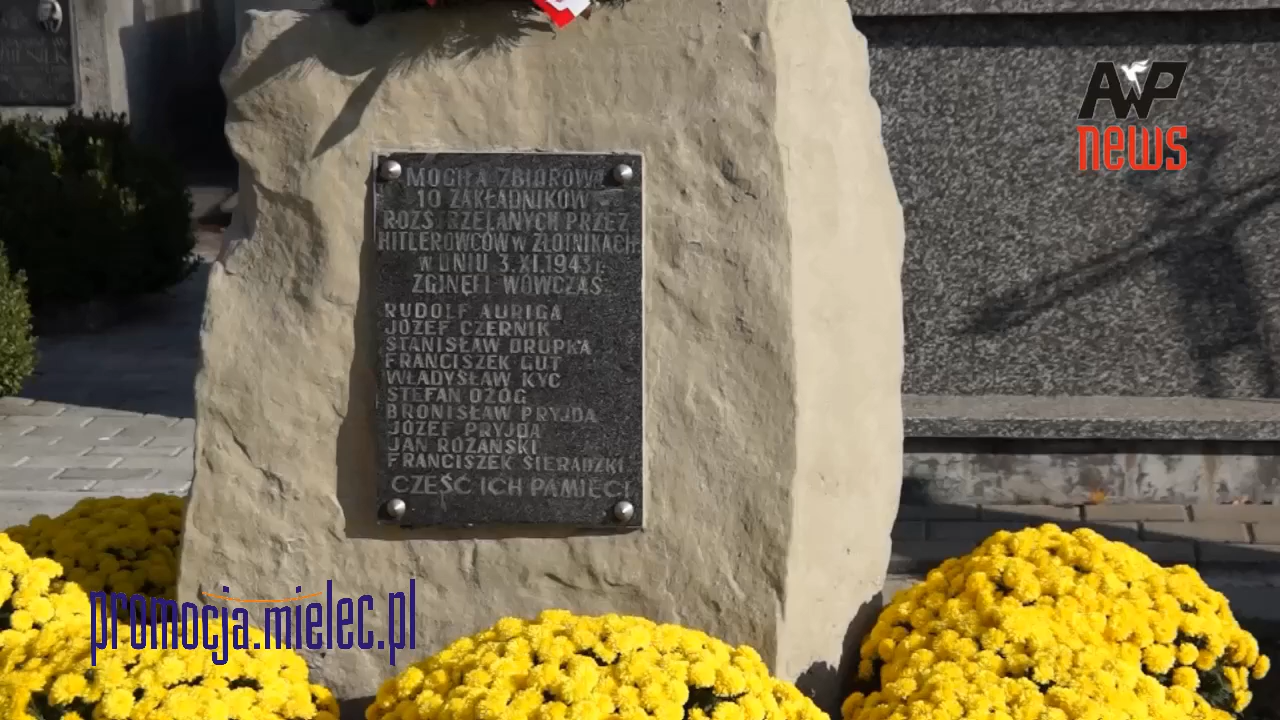 AWP
news
MOGIŁA ZBIOROWA
10 ZAKŁADNIKÓW
ROZSTRZELANYCH PRZEZ
HITLEROWCÓW W ZŁOTNIKACH
W DNIU 3.XI.1943 r.
ZGINĘLI WÓWCZAS
RUDOLF AURIGA
JÓZEF CZERNIK
STANISŁAW DRUPKA
FRANCISZEK GUT
WŁADYSŁAW KYC
STEFAN OŻÓG
BRONISŁAW PRYJDA
JÓZEF PRYJDA
JAN RÓŻAŃSKI
FRANCISZEK SIERADZKI
CZEŚĆ ICH PAMIĘCI
promocja.mielec.pl